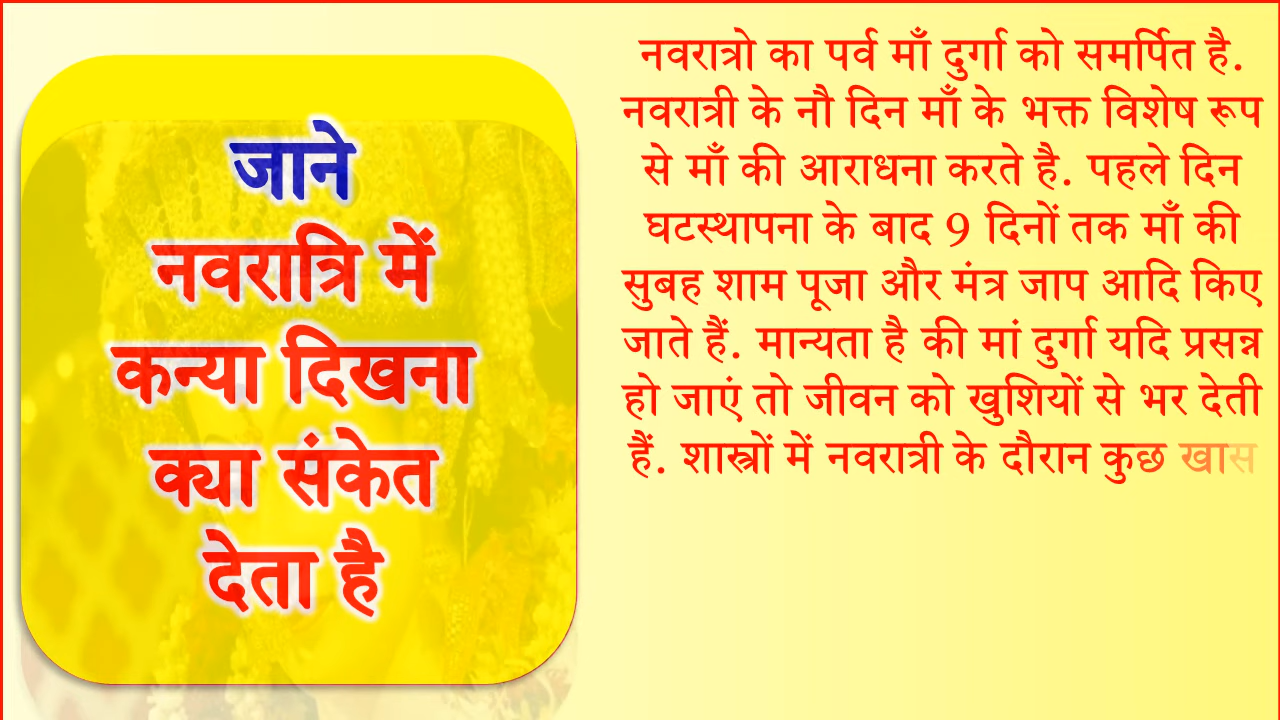 जाने
नवरात्रि में
कन्या दिखना
क्या संकेत
देता है
नवरात्रो का पर्व माँ दुर्गा को समर्पित है.
नवरात्री के नौ दिन माँ के भक्त विशेष रूप
से माँ की आराधना करते है. पहले दिन
घटस्थापना के बाद 9 दिनों तक माँ की
सुबह शाम पूजा और मंत्र जाप आदि किए
जाते हैं. मान्यता है की मां दुर्गा यदि प्रसन्न
हो जाएं तो जीवन को खुशियों से भर देती
हैं. शास्त्रों में नवरात्री के दौरान कुछ खास